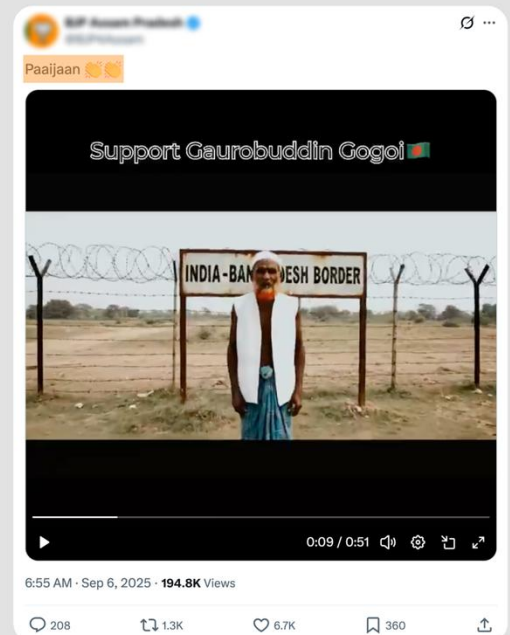 Paaijaan 👏👏
Support Gaurobuddin Gogoi🇧🇩
INDIA-BAN DESH BORDER
0:09 / 0:51
6:55 AM · Sep 6, 2025 · 194.8K Views
208 1.3K 6.7K 360